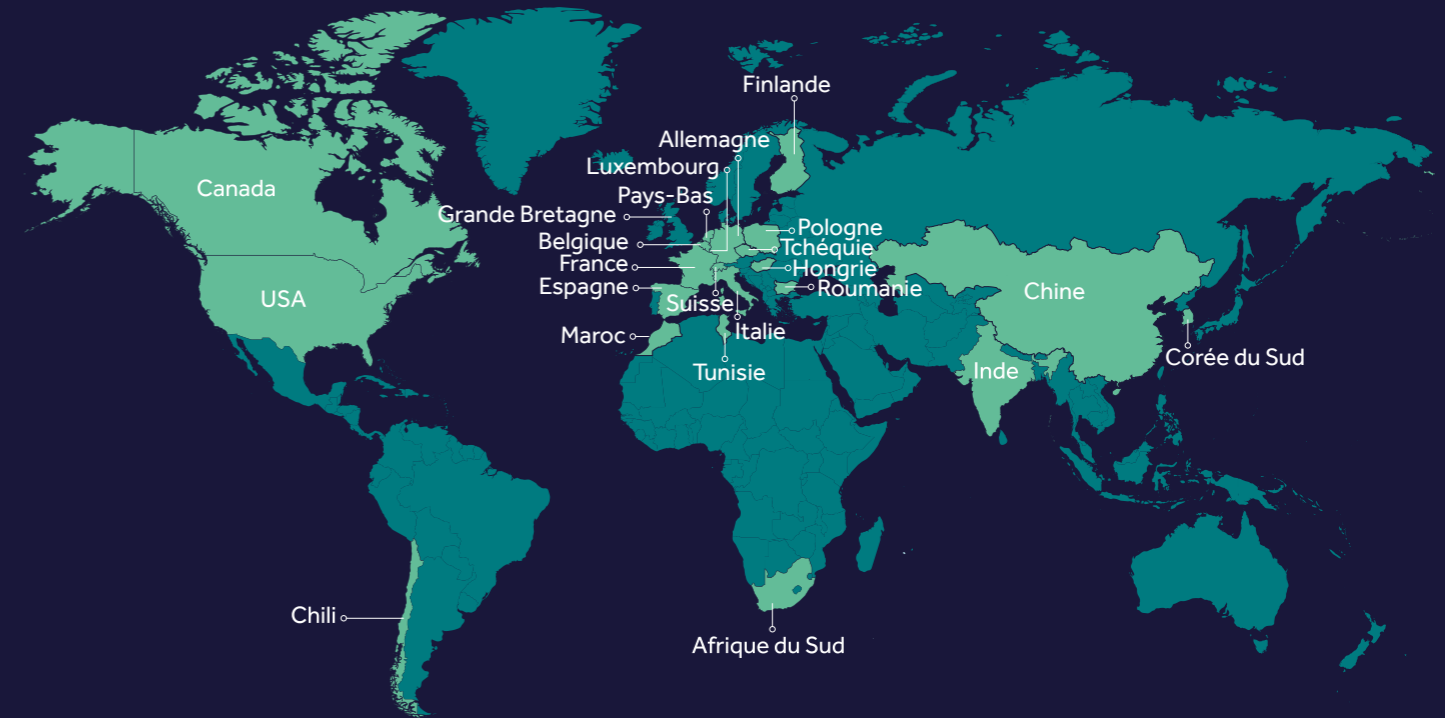 Finlande
Allemagne
Luxembourg
Canada
Pays-Bas
Grande Bretagne
Pologne
Belgique
Tchéquie
France
Hongrie
Espagne
Roumanie
Chine
USA
Suisse
Italie
Maroc
Corée du Sud
Tunisie
Inde
Chili
Afrique du Sud